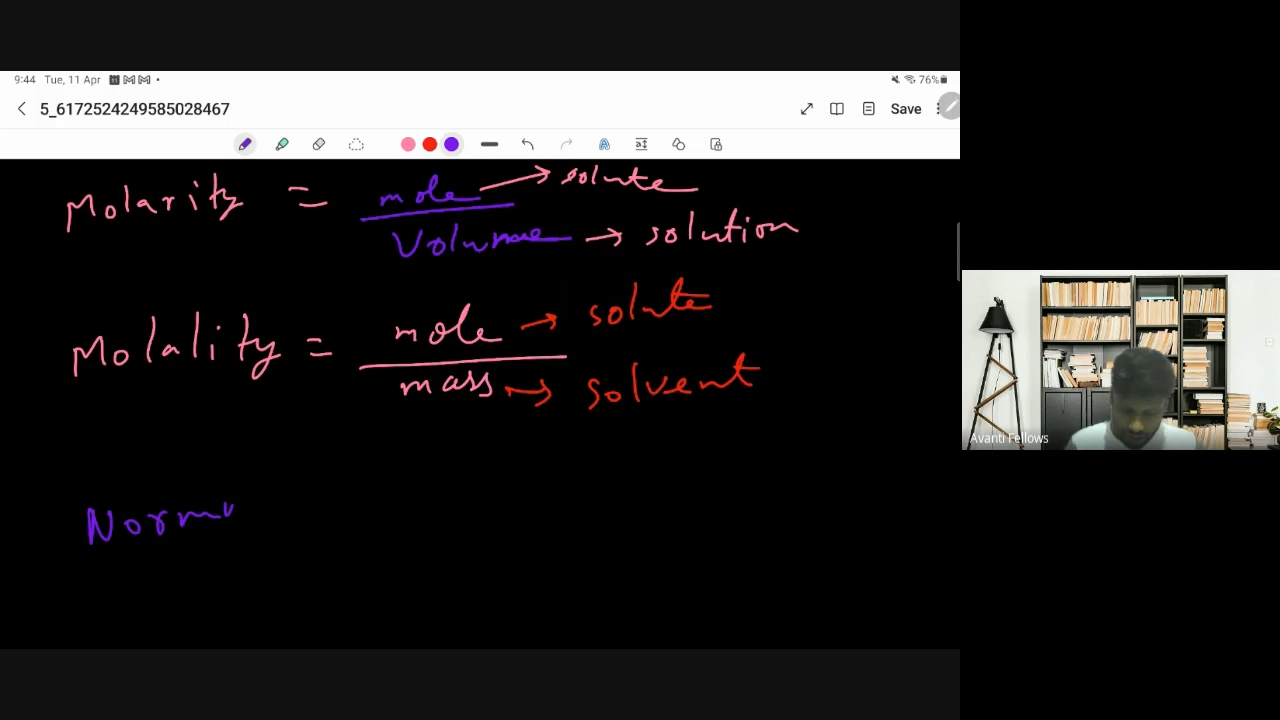 9:44 Tue, 11 Apr
76%
5_6172524249585028467
Save
Molarity = mole → solute
Volume → solution
Molality = mole → solute
mass → solvent
Norm
Avanti Fellows